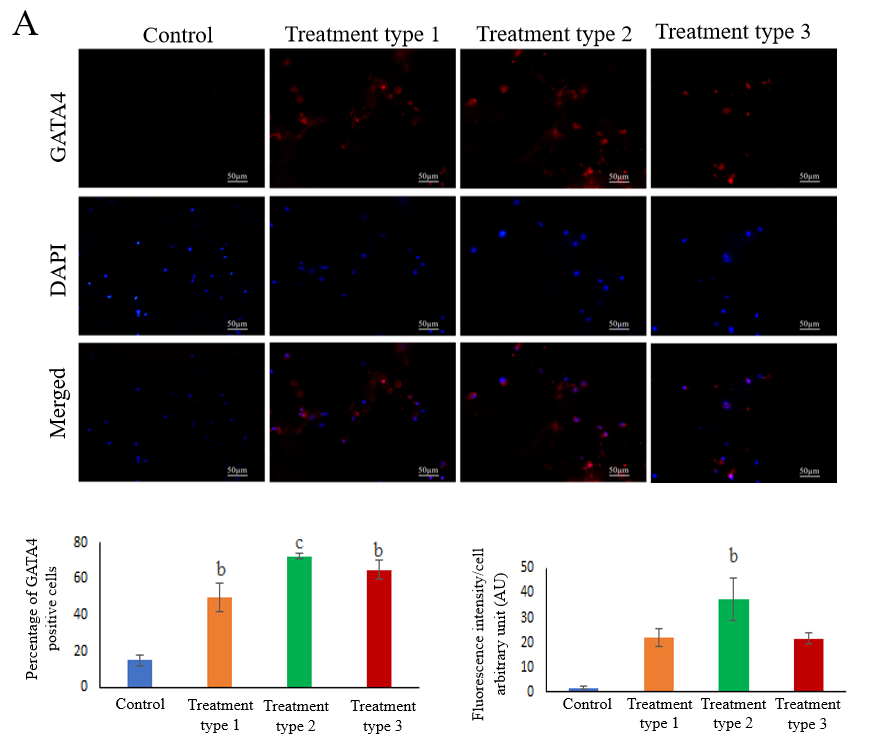 A
Control Treatment type 1 Treatment type 2 Treatment type 3
GATA4
50µm 50µm 50µm 50µm
DAPI
50µm 50µm 50µm 50µm
Merged
50µm 50µm 50µm 50µm
Percentage of GATA4
positive cells
80
60
40
20
0
b
c
b
Control
Treatment
type 1
Treatment
type 2
Treatment
type 3
Fluorescence intensity/cell
arbitrary unit (AU)
50
40
30
20
10
0
b
Control
Treatment
type 1
Treatment
type 2
Treatment
type 3